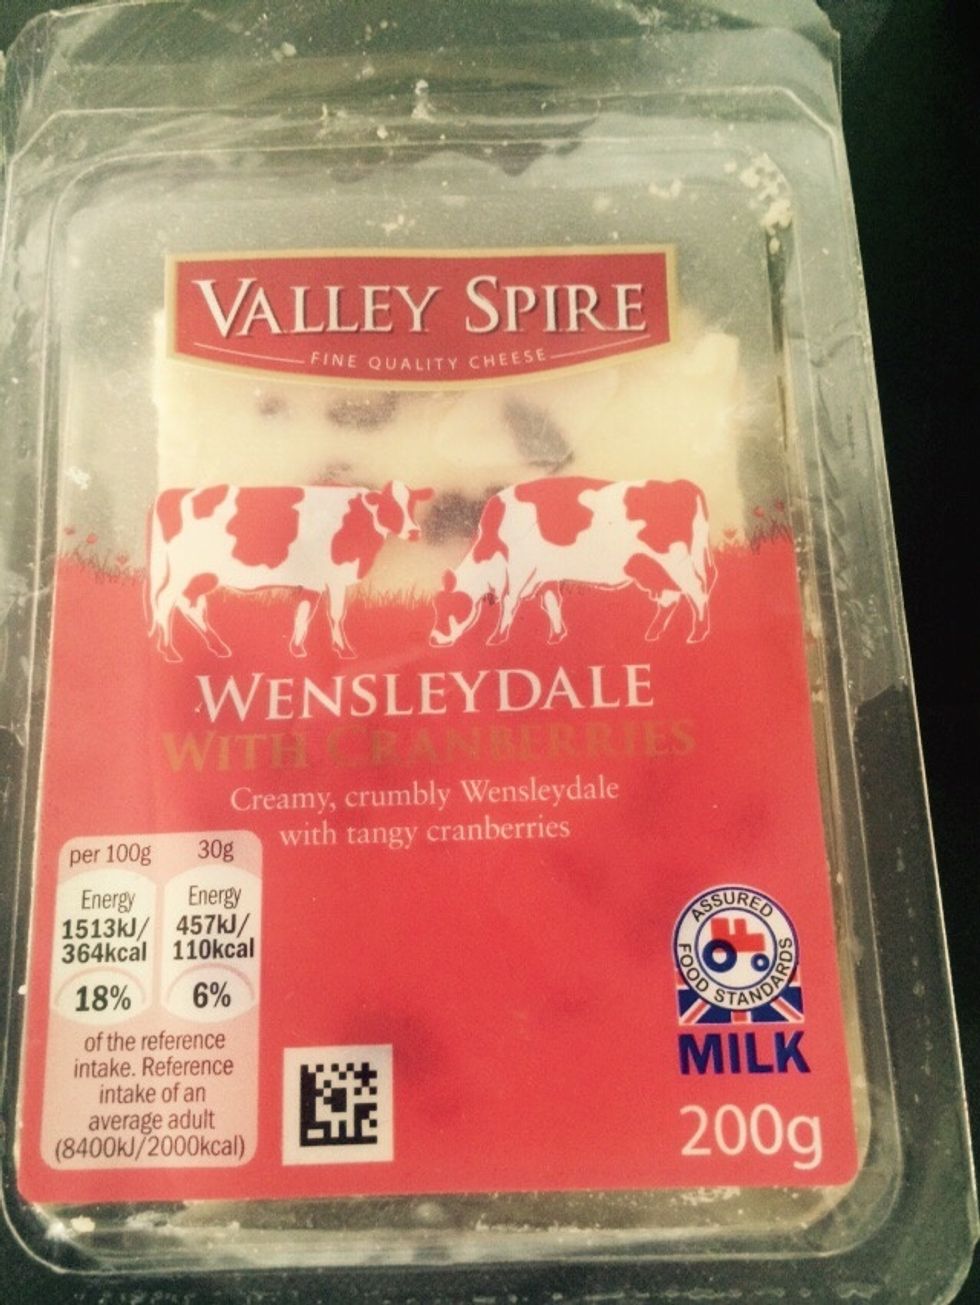 VALLEY SPIRE
FINE QUALITY CHEESE
WENSLEYDALE
WITH CRANBERRIES
Creamy, crumbly Wensleydale
with tangy cranberries
per 100g 30g
Energy Energy
1513kJ/ 457kJ/
364kcal 110kcal
18% 6%
of the reference
intake. Reference
intake of an
average adult
(8400kJ/2000kcal)
ASSURED
FOOD STANDARDS
MILK
200g